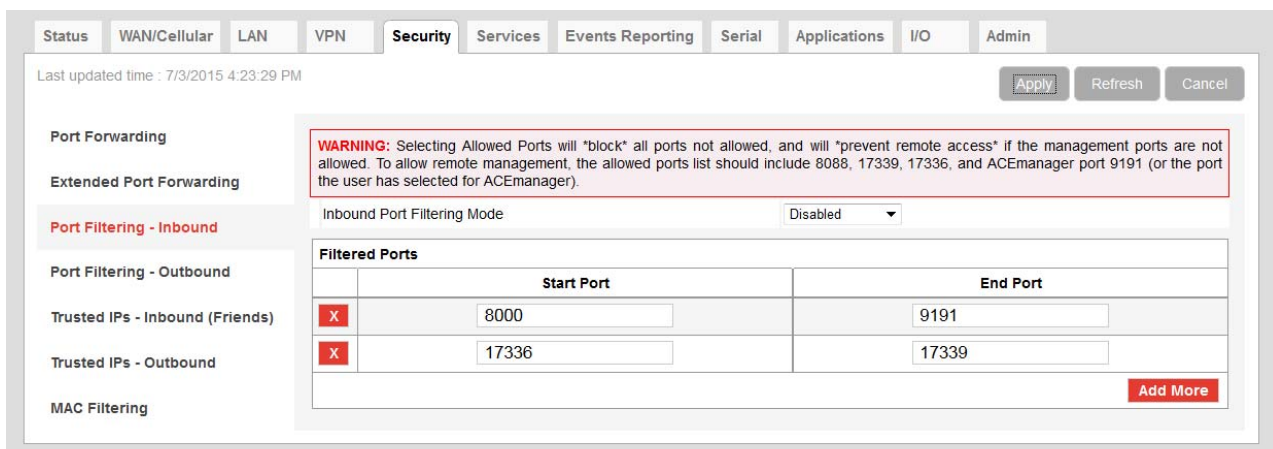 Status WAN/Cellular LAN VPN Security Services Events Reporting Serial Applications I/O Admin
Last updated time : 7/3/2015 4:23:29 PM
Apply Refresh Cancel
Port Forwarding
Extended Port Forwarding
Port Filtering - Inbound
Port Filtering - Outbound
Trusted IPs - Inbound (Friends)
Trusted IPs - Outbound
MAC Filtering
WARNING: Selecting Allowed Ports will *block* all ports not allowed, and will *prevent remote access* if the management ports are not
allowed. To allow remote management, the allowed ports list should include 8088, 17339, 17336, and ACEmanager port 9191 (or the port
the user has selected for ACEmanager).
Inbound Port Filtering Mode Disabled
Filtered Ports
Start Port End Port
X 8000 9191
X 17336 17339
Add More